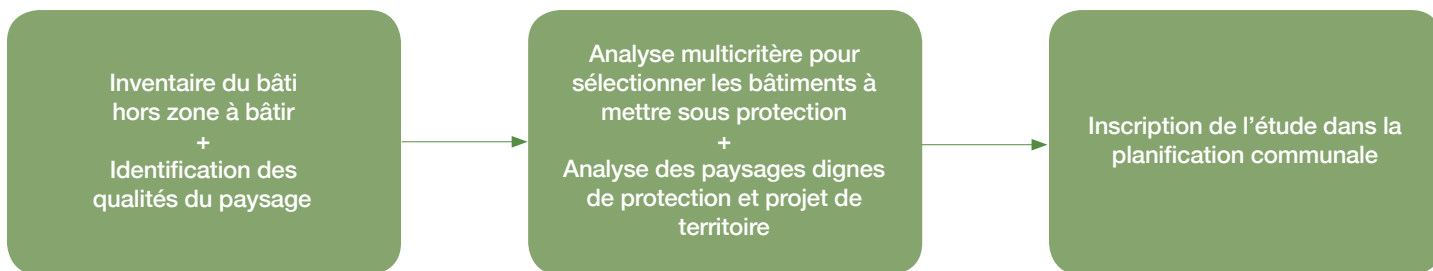 Inventaire du bâti
hors zone à bâtir
+
Identification des
qualités du paysage
Analyse multicritère pour
sélectionner les bâtiments à
mettre sous protection
+
Analyse des paysages dignes
de protection et projet de
territoire
Inscription de l’étude dans la
planification communale